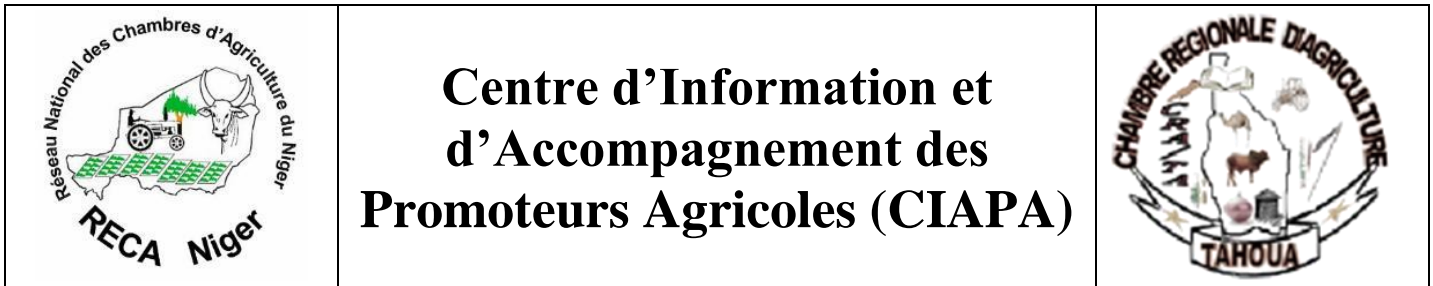 Réseau National des Chambres d'Agriculture du Niger
RECA Niger
Centre d’Information et
d’Accompagnement des
Promoteurs Agricoles (CIAPA)
CHAMBRE REGIONALE D'AGRICULTURE
TAHOUA